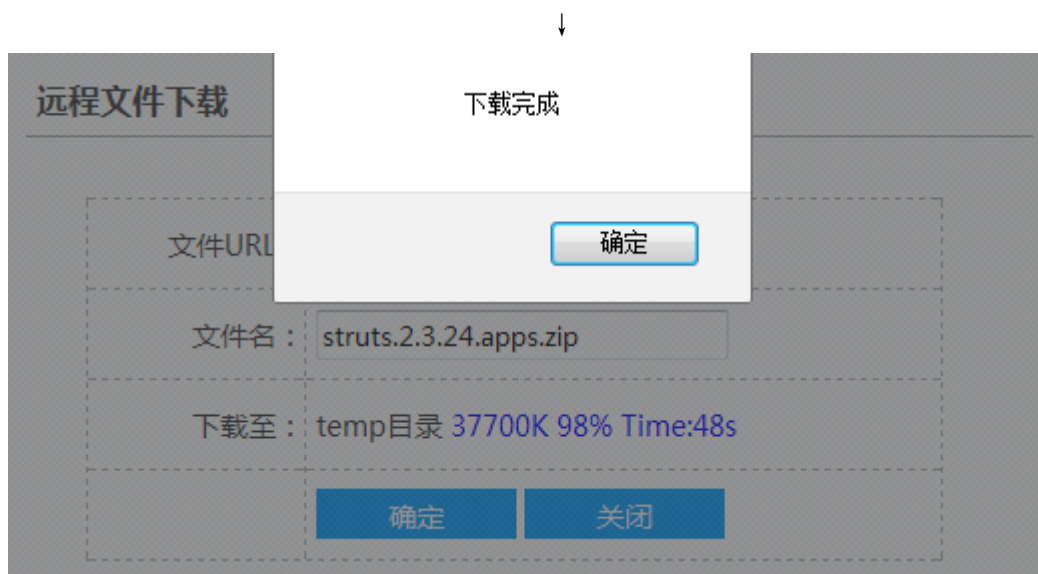 ↓
远程文件下载
下载完成
确定
文件URL
文件名： struts.2.3.24.apps.zip
下载至： temp目录 37700K 98% Time:48s
确定 关闭